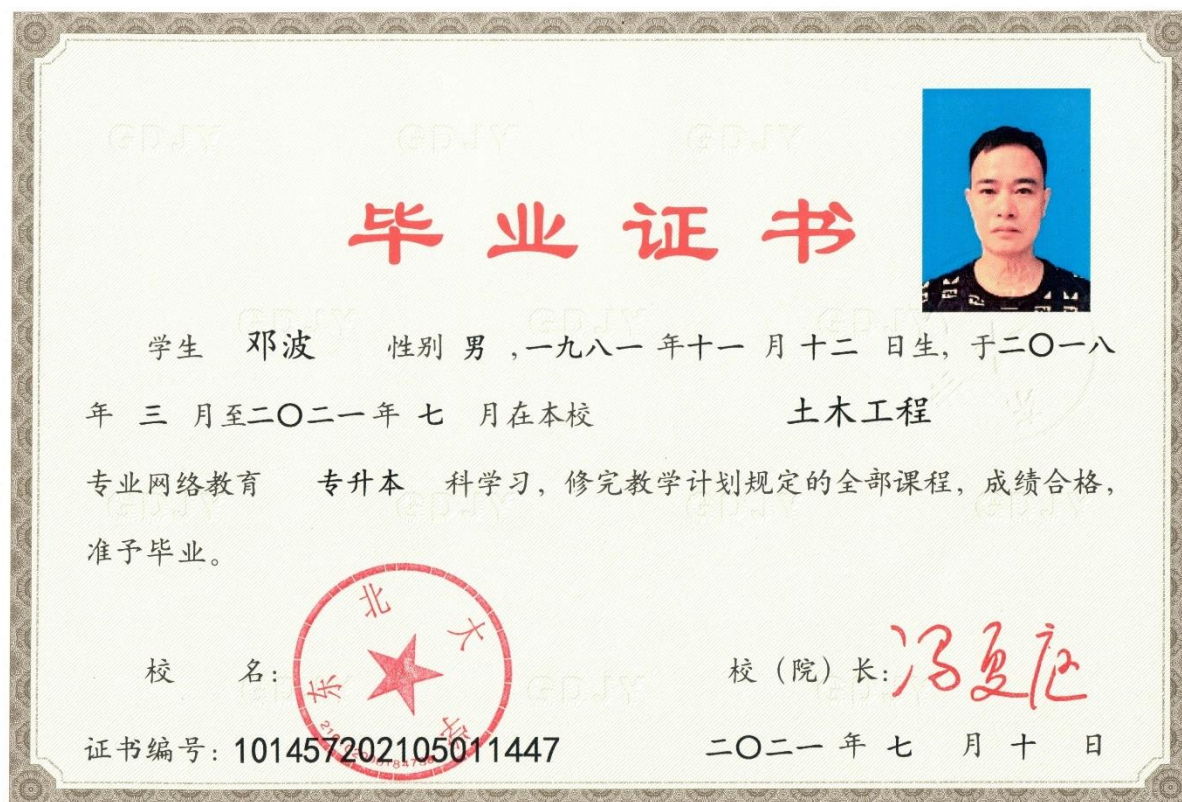 毕业证书
学生 邓波 性别 男 ,一九八一 年十一 月 十二 日生, 于二〇一八
年 三 月至二〇二一年 七 月在本校 土木工程
专业网络教育 专升本 科学习, 修完教学计划规定的全部课程, 成绩合格,
准予毕业。
东北大学
校 名:
校（院）长: 冯夏庭
证书编号: 101457202105011447
二〇二一 年 七 月 十 日